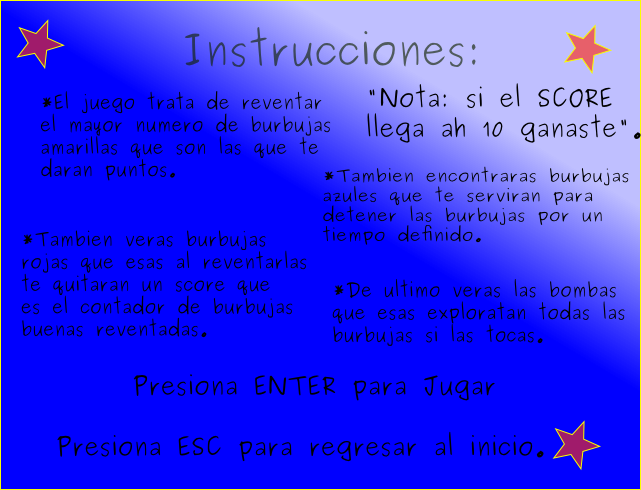 Instrucciones:
*El juego trata de reventar
el mayor numero de burbujas
amarillas que son las que te
daran puntos.
"Nota: si el SCORE
llega ah 10 ganaste".
*Tambien encontraras burbujas
azules que te serviran para
detener las burbujas por un
tiempo definido.
*Tambien veras burbujas
rojas que esas al reventarlas
te quitaran un score que
es el contador de burbujas
buenas reventadas.
*De ultimo veras las bombas
que esas explotaran todas las
burbujas si las tocas.
Presiona ENTER para Jugar
Presiona ESC para regresar al inicio.